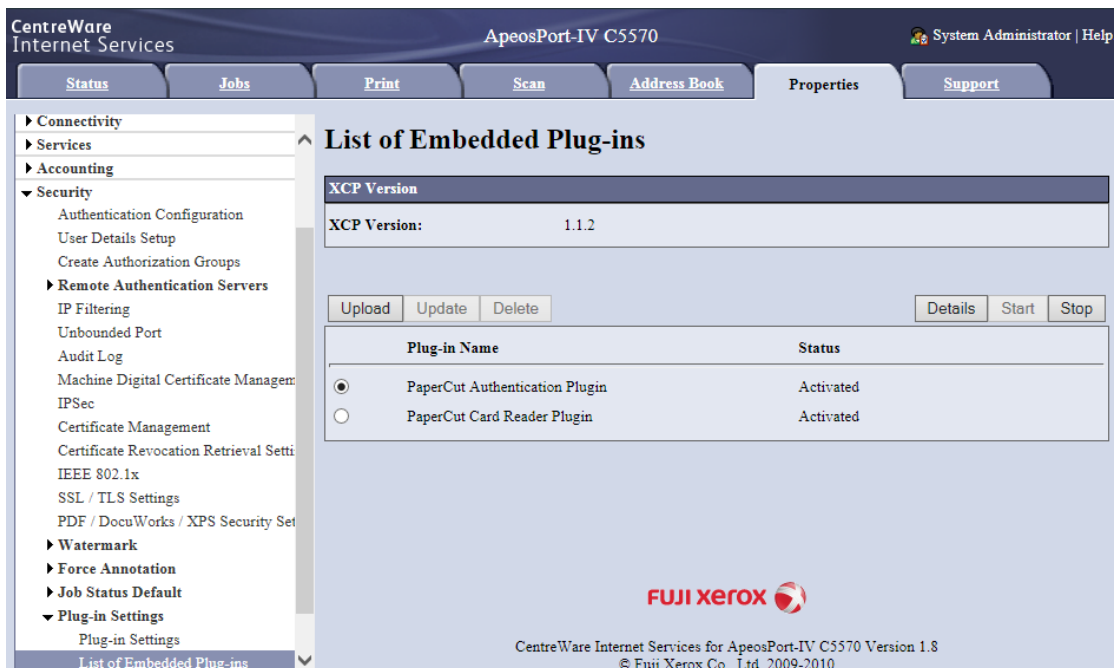 CentreWare
Internet Services
ApeosPort-IV C5570
System Administrator | Help
Status
Jobs
Print
Scan
Address Book
Properties
Support
Connectivity
Services
Accounting
Security
Authentication Configuration
User Details Setup
Create Authorization Groups
Remote Authentication Servers
IP Filtering
Unbounded Port
Audit Log
Machine Digital Certificate Managem
IPSec
Certificate Management
Certificate Revocation Retrieval Setti
IEEE 802.1x
SSL / TLS Settings
PDF / DocuWorks / XPS Security Set
Watermark
Force Annotation
Job Status Default
Plug-in Settings
Plug-in Settings
List of Embedded Plug-ins
List of Embedded Plug-ins
XCP Version
XCP Version: 1.1.2
Upload Update Delete Details Start Stop
Plug-in Name Status
PaperCut Authentication Plugin Activated
PaperCut Card Reader Plugin Activated
FUJI xerox
CentreWare Internet Services for ApeosPort-IV C5570 Version 1.8
© Fuji Xerox Co., Ltd. 2009-2010